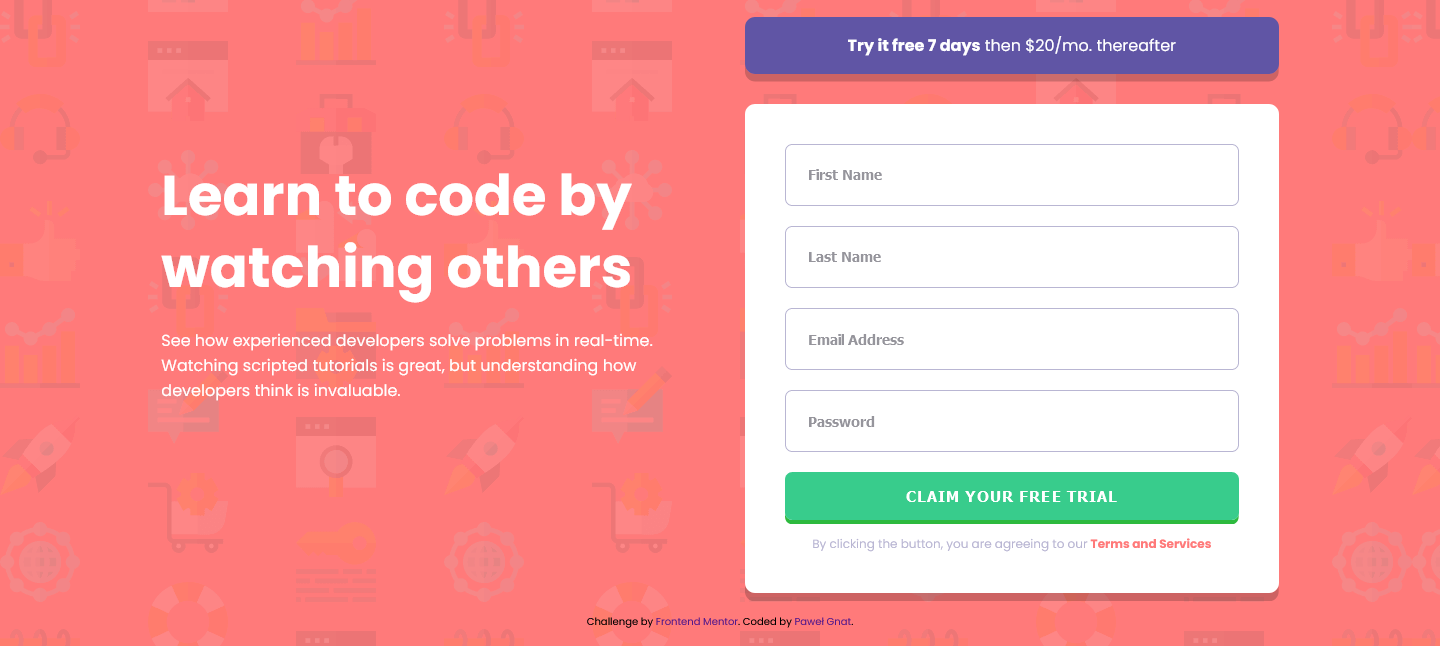 Learn to code by
watching others
See how experienced developers solve problems in real-time.
Watching scripted tutorials is great, but understanding how
developers think is invaluable.
Try it free 7 days then $20/mo. thereafter
First Name
Last Name
Email Address
Password
CLAIM YOUR FREE TRIAL
By clicking the button, you are agreeing to our Terms and Services
Challenge by Frontend Mentor. Coded by Paweł Gnat.